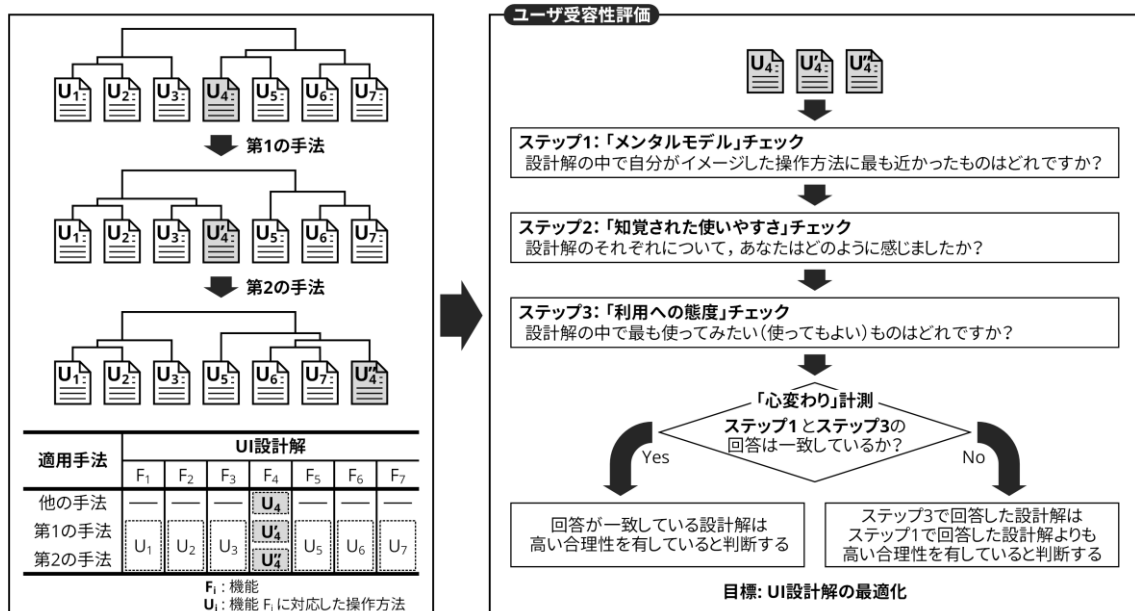 U1 U2 U3 U4 U5 U6 U7
第1の手法
U1 U2 U3 U′4 U5 U6 U7
第2の手法
U1 U2 U3 U5 U6 U7 U″4
適用手法
UI設計解
F1 F2 F3 F4 F5 F6 F7
他の手法 — — — U4 — — —
第1の手法 U′4
U1 U2 U3 U5 U6 U7
第2の手法 U″4
Fi : 機能
Ui : 機能 Fi に対応した操作方法
ユーザ受容性評価
U4 U′4 U″4
ステップ1:「メンタルモデル」チェック
設計解の中で自分がイメージした操作方法に最も近かったものはどれですか?
ステップ2:「知覚された使いやすさ」チェック
設計解のそれぞれについて,あなたはどのように感じましたか?
ステップ3:「利用への態度」チェック
設計解の中で最も使ってみたい(使ってもよい)ものはどれですか?
「心変わり」計測
ステップ1とステップ3の
回答は一致しているか?
Yes
No
回答が一致している設計解は
高い合理性を有していると判断する
ステップ3で回答した設計解は
ステップ1で回答した設計解よりも
高い合理性を有していると判断する
目標: UI設計解の最適化